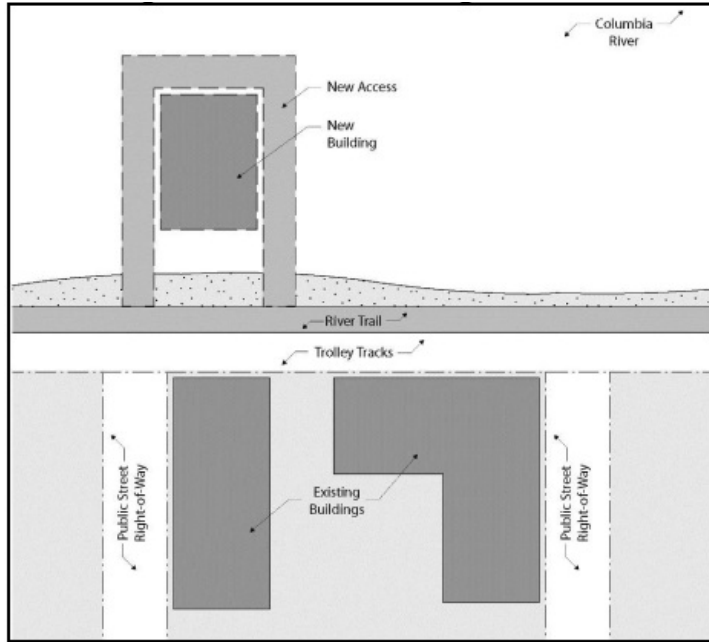 Columbia
River
New Access
New
Building
River Trail
Trolley Tracks
Public Street
Right-of-Way
Existing
Buildings
Public Street
Right-of-Way